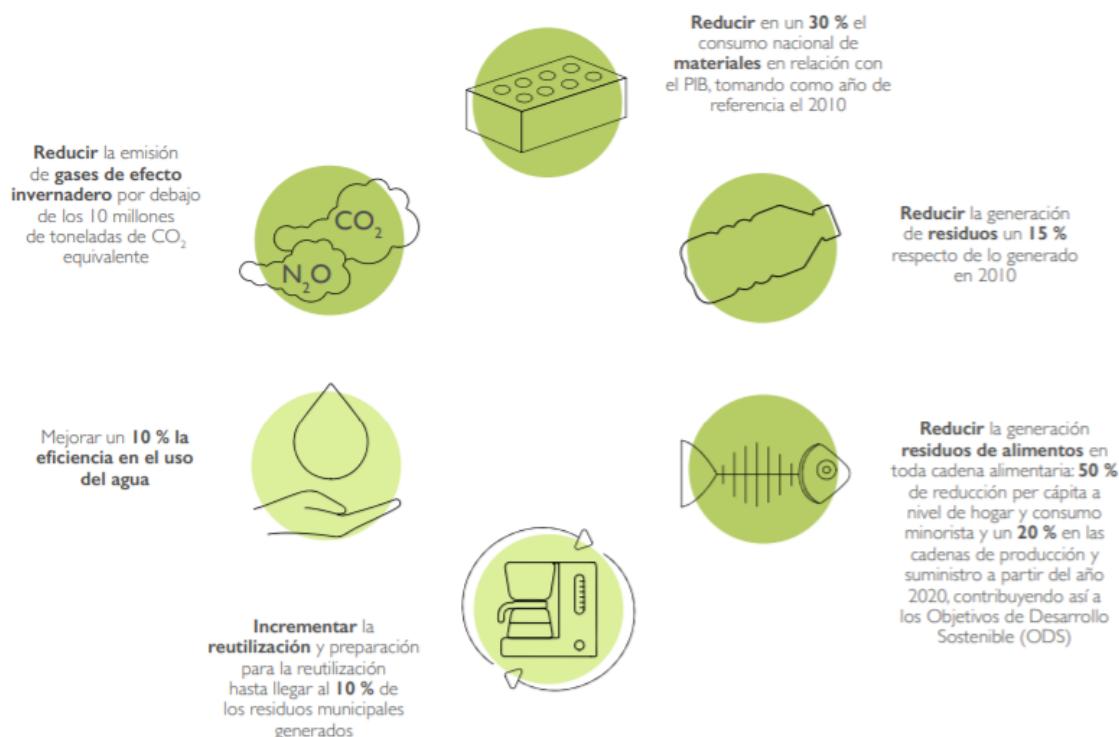 Reducir en un 30 % el
consumo nacional de
materiales en relación con
el PIB, tomando como año de
referencia el 2010
Reducir la emisión
de gases de efecto
invernadero por debajo
de los 10 millones
de toneladas de CO₂
equivalente
CO₂
N₂O
Reducir la generación
de residuos un 15 %
respecto de lo generado
en 2010
Mejorar un 10 % la
eficiencia en el uso
del agua
Reducir la generación
residuos de alimentos en
toda cadena alimentaria: 50 %
de reducción per cápita a
nivel de hogar y consumo
minorista y un 20 % en las
cadenas de producción y
suministro a partir del año
2020, contribuyendo así a
los Objetivos de Desarrollo
Sostenible (ODS)
Incrementar la
reutilización y preparación
para la reutilización
hasta llegar al 10 % de
los residuos municipales
generados